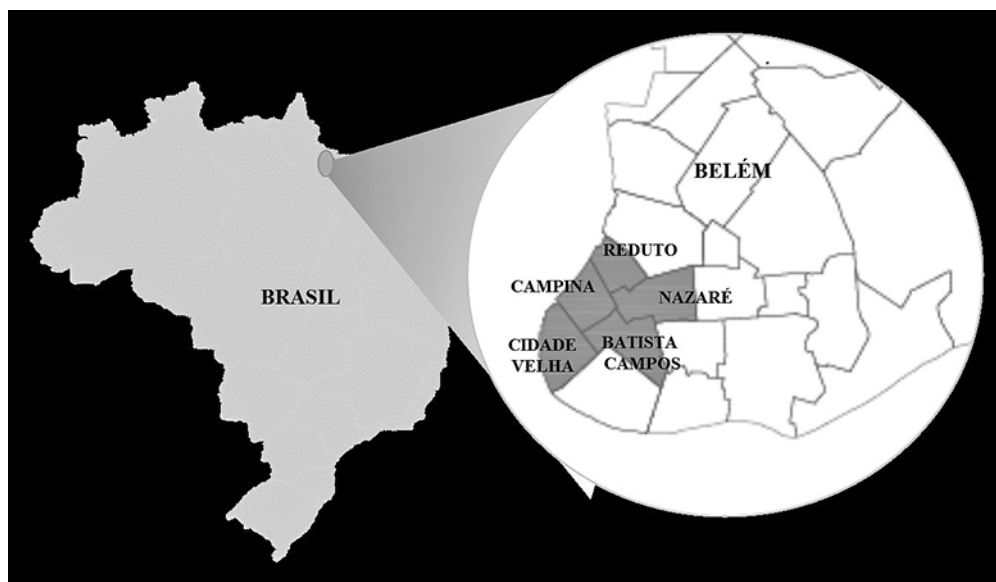 BRASIL
BELÉM
REDUTO
CAMPINA
NAZARÉ
CIDADE
VELHA
BATISTA
CAMPOS